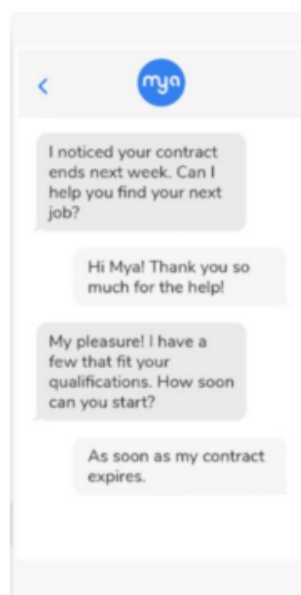 mya
I noticed your contract
ends next week. Can I
help you find your next
job?
Hi Mya! Thank you so
much for the help!
My pleasure! I have a
few that fit your
qualifications. How soon
can you start?
As soon as my contract
expires.